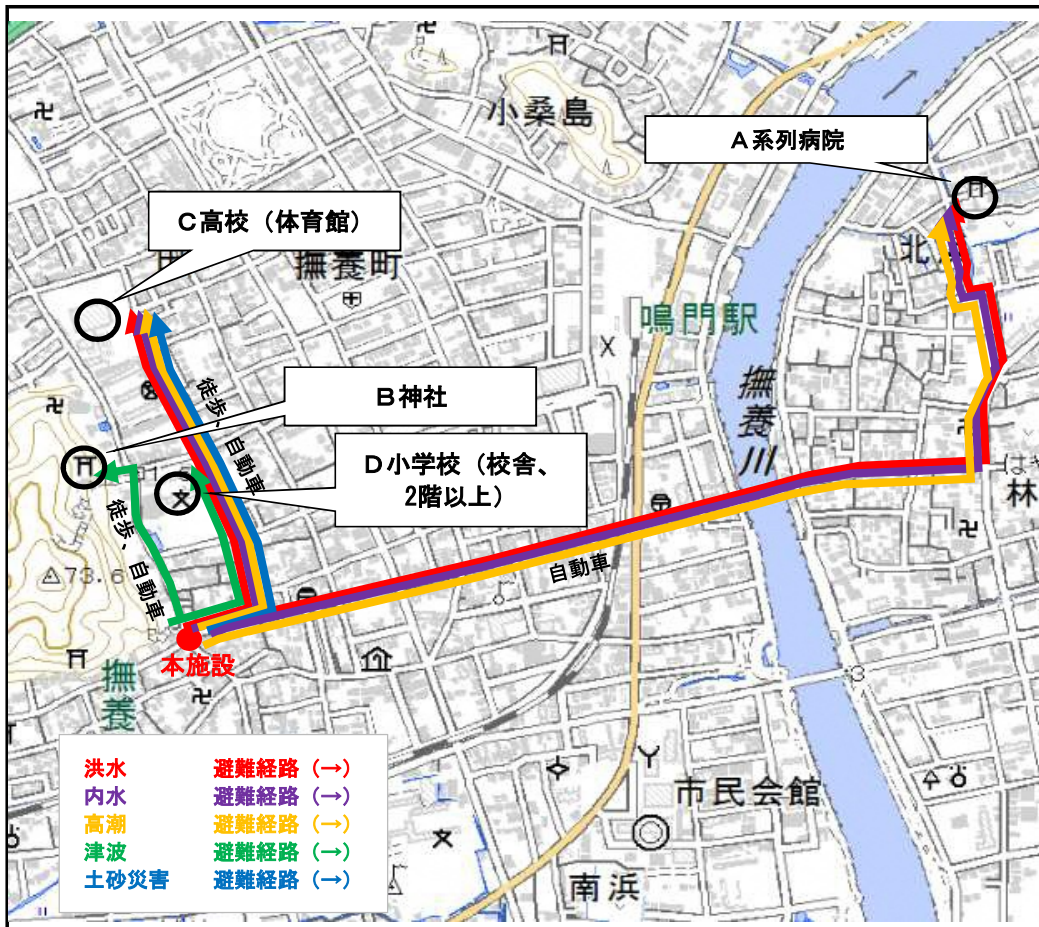 小桑島
A系列病院
C高校（体育館）
撫養町
鳴門駅
B神社
撫養川
D小学校（校舎、
2階以上）
徒歩、自動車
徒歩、自動車
自動車
73.6
林
本施設
撫養
洪水 避難経路（→）
内水 避難経路（→）
高潮 避難経路（→）
津波 避難経路（→）
土砂災害 避難経路（→）
市民会館
南浜